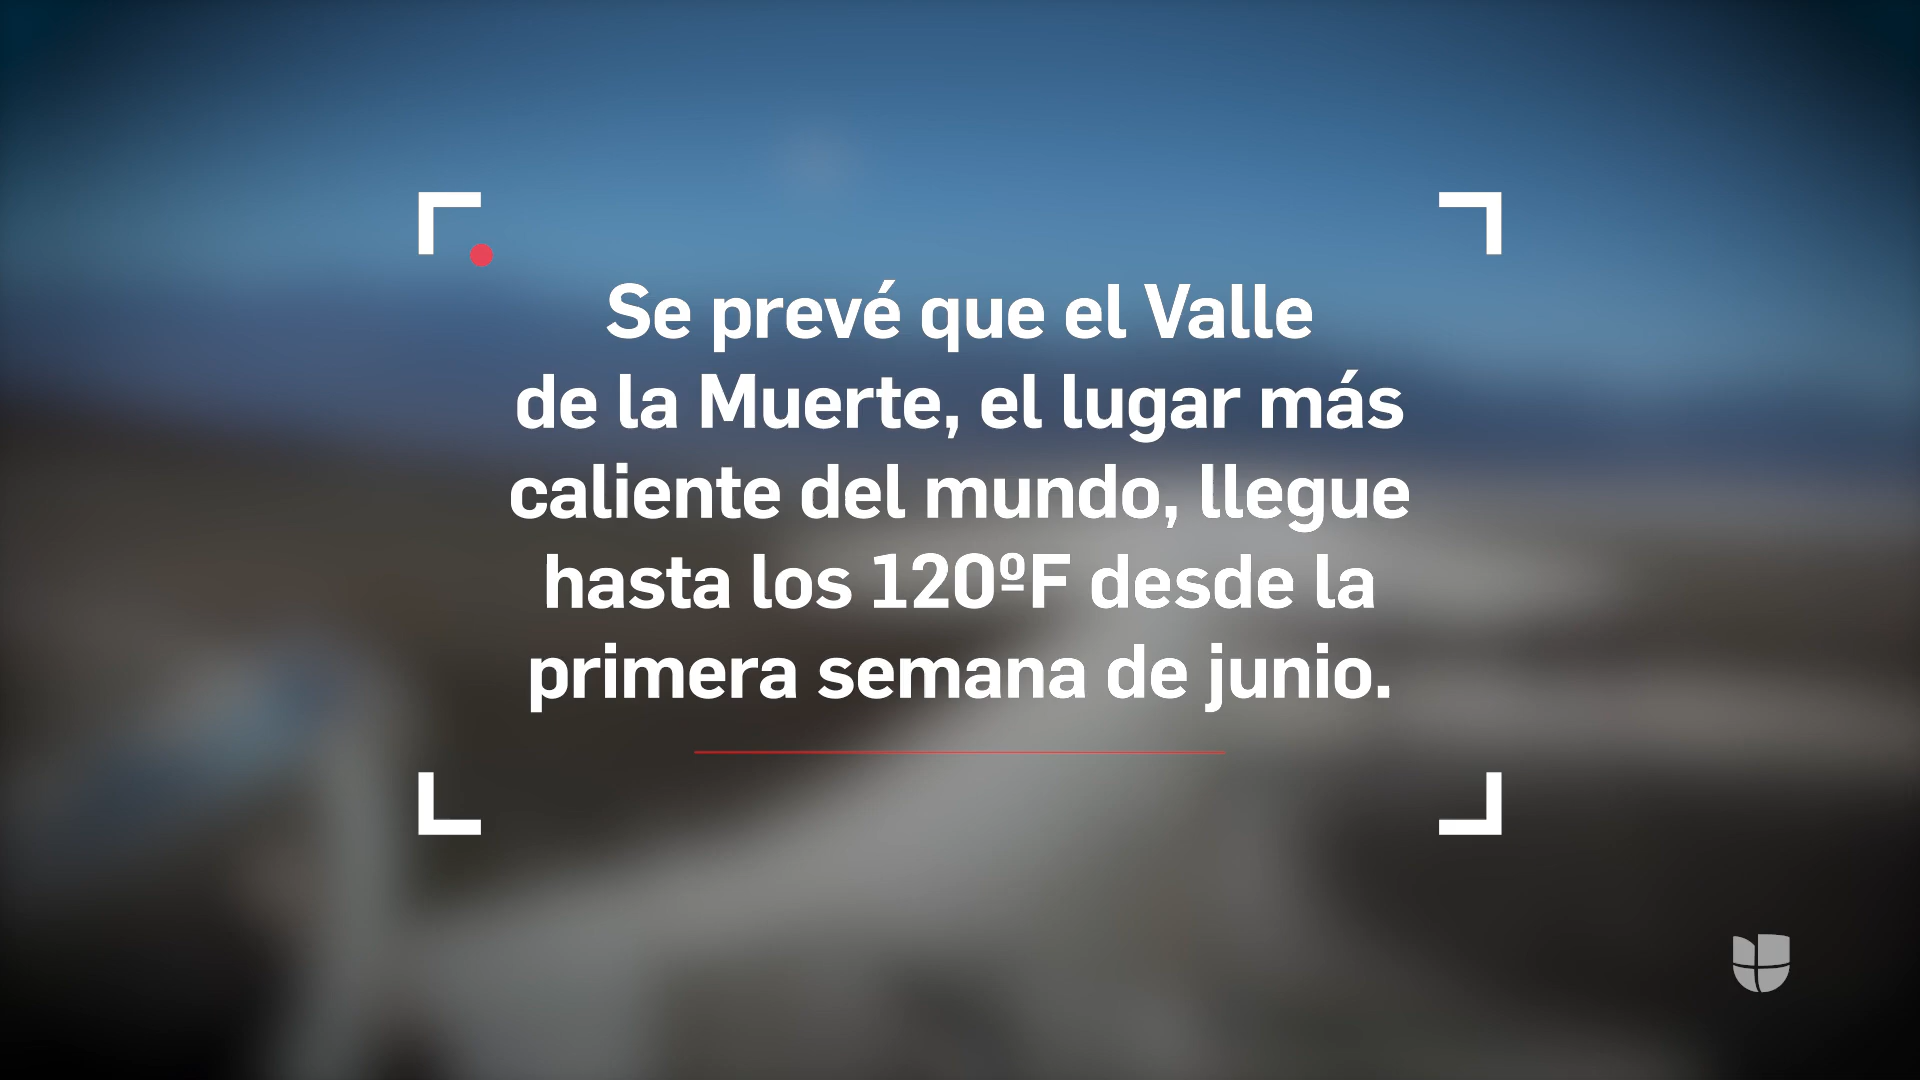 Se prevé que el Valle
de la Muerte, el lugar más
caliente del mundo, llegue
hasta los 120ºF desde la
primera semana de junio.